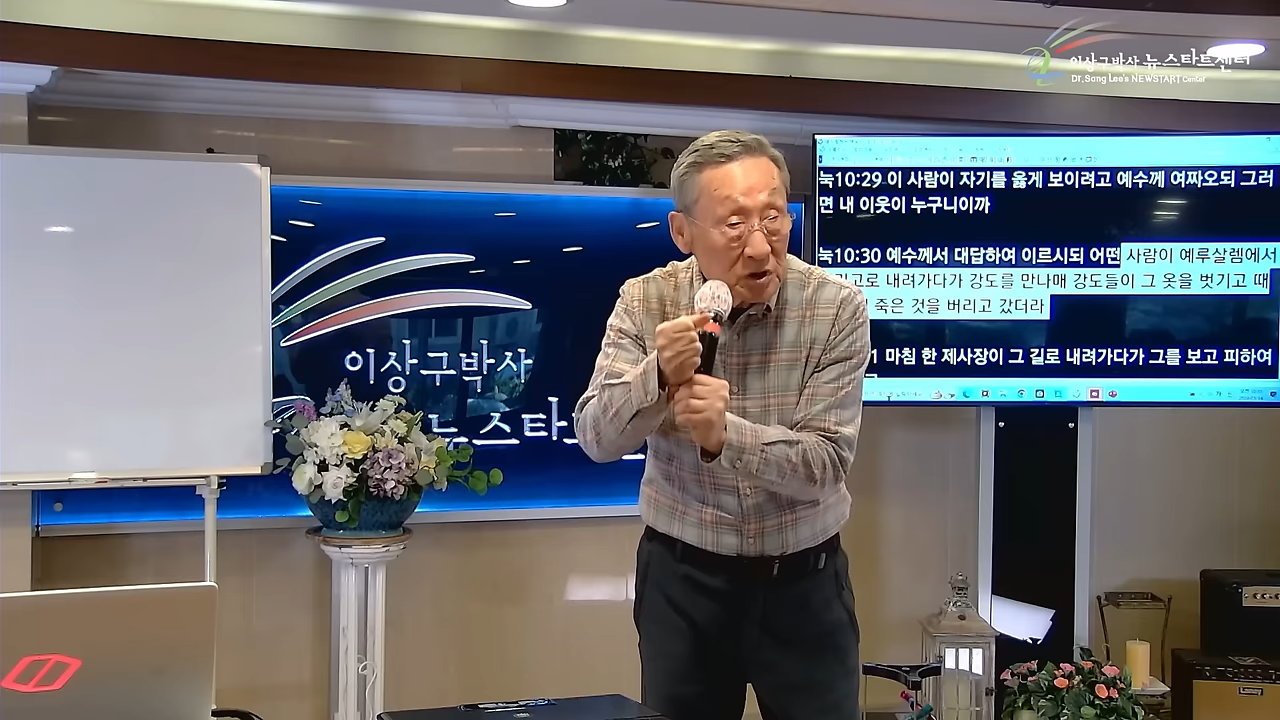 이상구박사 뉴스타트센터
Dr.Sang Lee's NEWSTART Center
눅10:29 이 사람이 자기를 옳게 보이려고 예수께 여짜오되 그러
면 내 이웃이 누구니이까
눅10:30 예수께서 대답하여 이르시되 어떤 사람이 예루살렘에서
내려가다가 강도를 만나매 강도들이 그 옷을 벗기고 때
죽은 것을 버리고 갔더라
1 마침 한 제사장이 그 길로 내려가다가 그를 보고 피하여
이상구박사
뉴스타
Laney